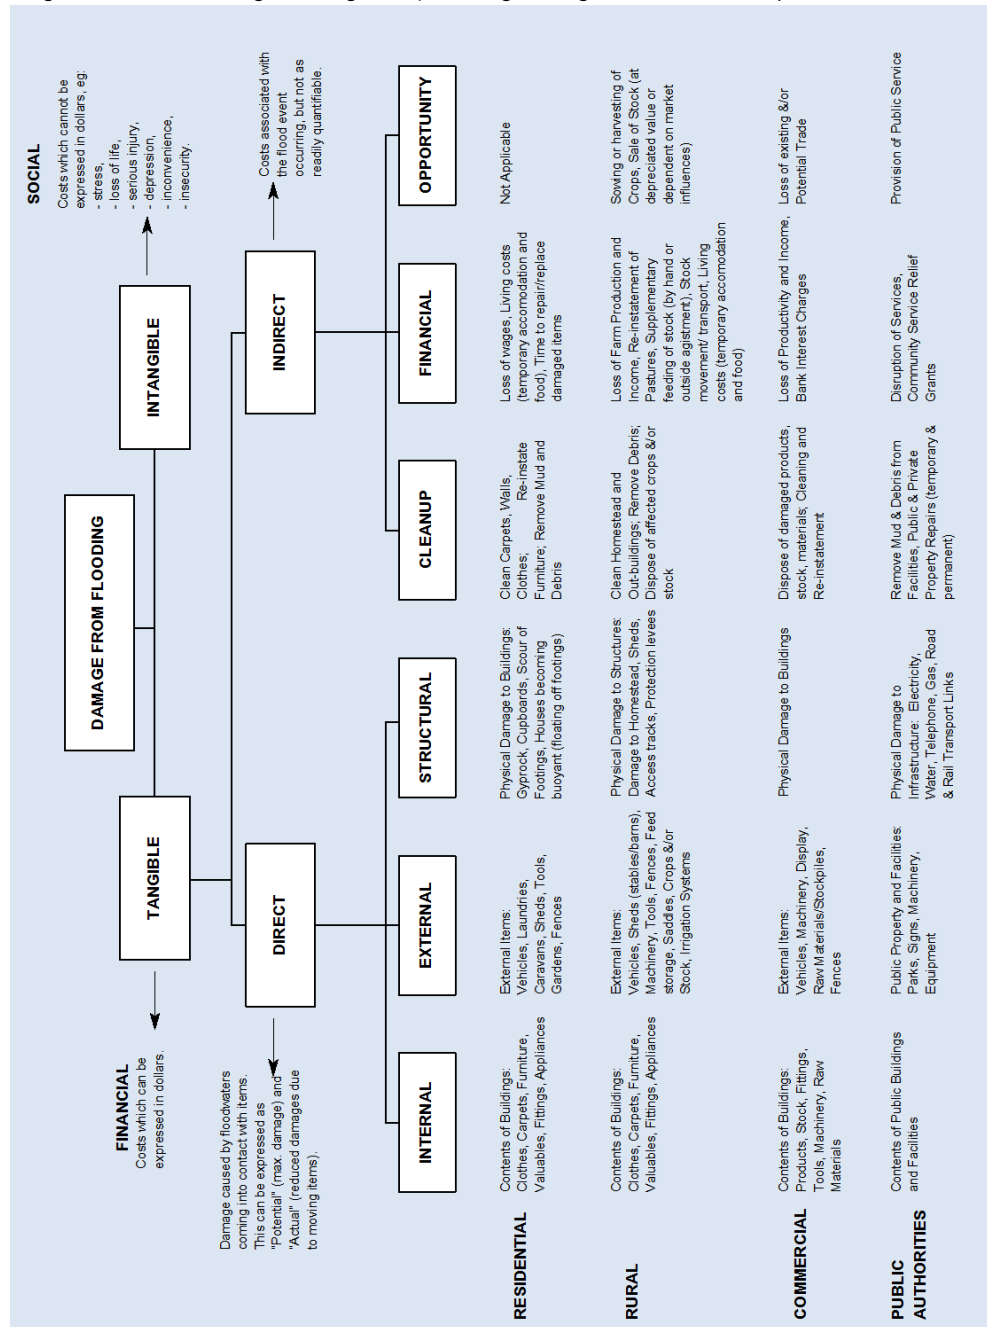 DAMAGE FROM FLOODING
FINANCIAL
Costs which can be
expressed in dollars.
TANGIBLE
INTANGIBLE
SOCIAL
Costs which cannot be
expressed in dollars, eg:
- stress,
- loss of life,
- serious injury,
- depression,
- inconvenience,
- insecurity.
Damage caused by floodwaters
coming into contact with items.
This can be expressed as
"Potential" (max. damage) and
"Actual" (reduced damages due
to moving items).
DIRECT
INDIRECT
Costs associated with
the flood event
occurring, but not as
readily quantifiable.
INTERNAL
EXTERNAL
STRUCTURAL
CLEANUP
FINANCIAL
OPPORTUNITY
RESIDENTIAL
Contents of Buildings:
Clothes, Carpets, Furniture,
Valuables, Fittings, Appliances
External Items:
Vehicles, Laundries,
Caravans, Sheds, Tools,
Gardens, Fences
Physical Damage to Buildings:
Gyprock, Cupboards, Scour of
Footings, Houses becoming
buoyant (floating off footings)
Clean Carpets, Walls,
Clothes; Re-instate
Furniture; Remove Mud and
Debris
Loss of wages, Living costs
(temporary accomodation and
food), Time to repair/replace
damaged items
Not Applicable
RURAL
Contents of Buildings:
Clothes, Carpets, Furniture,
Valuables, Fittings, Appliances
External Items:
Vehicles, Sheds (stables/barns),
Machinery, Tools, Fences, Feed
storage, Saddles, Crops &/or
Stock, Irrigation Systems
Physical Damage to Structures:
Damage to Homestead, Sheds,
Access tracks, Protection levees
Clean Homestead and
Out-buildings; Remove Debris;
Dispose of affected crops &/or
stock
Loss of Farm Production and
Income, Re-instatement of
Pastures, Supplementary
feeding of stock (by hand or
outside agistment), Stock
movement/ transport, Living
costs (temporary accomodation
and food)
Sowing or harvesting of
Crops, Sale of Stock (at
depreciated value or
dependent on market
influences)
COMMERCIAL
Contents of Buildings:
Products, Stock, Fittings,
Tools, Machinery, Raw
Materials
External Items:
Vehicles, Machinery, Display,
Raw Materials/Stockpiles,
Fences
Physical Damage to Buildings
Dispose of damaged products,
stock, materials; Cleaning and
Re-instatement
Loss of Productivity and Income,
Bank Interest Charges
Loss of existing &/or
Potential Trade
PUBLIC
AUTHORITIES
Contents of Public Buildings
and Facilities
Public Property and Facilities:
Parks, Signs, Machinery,
Equipment
Physical Damage to
Infrastructure: Electricity,
Water, Telephone, Gas, Road
& Rail Transport Links
Remove Mud & Debris from
Facilities, Public & Private
Property Repairs (temporary &
permanent)
Disruption of Services,
Community Service Relief
Grants
Provision of Public Service